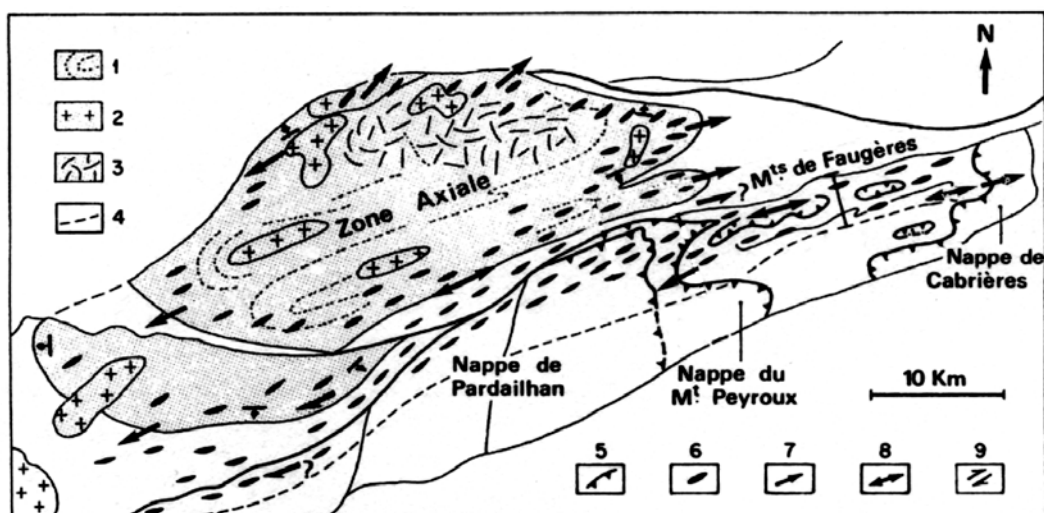 1
2
3
4
N
Zone Axiale
?
Mts de Faugères
Nappe de
Cabrières
Nappe de
Pardailhan
Nappe du
Mt Peyroux
10 Km
?
5 6 7 8 9